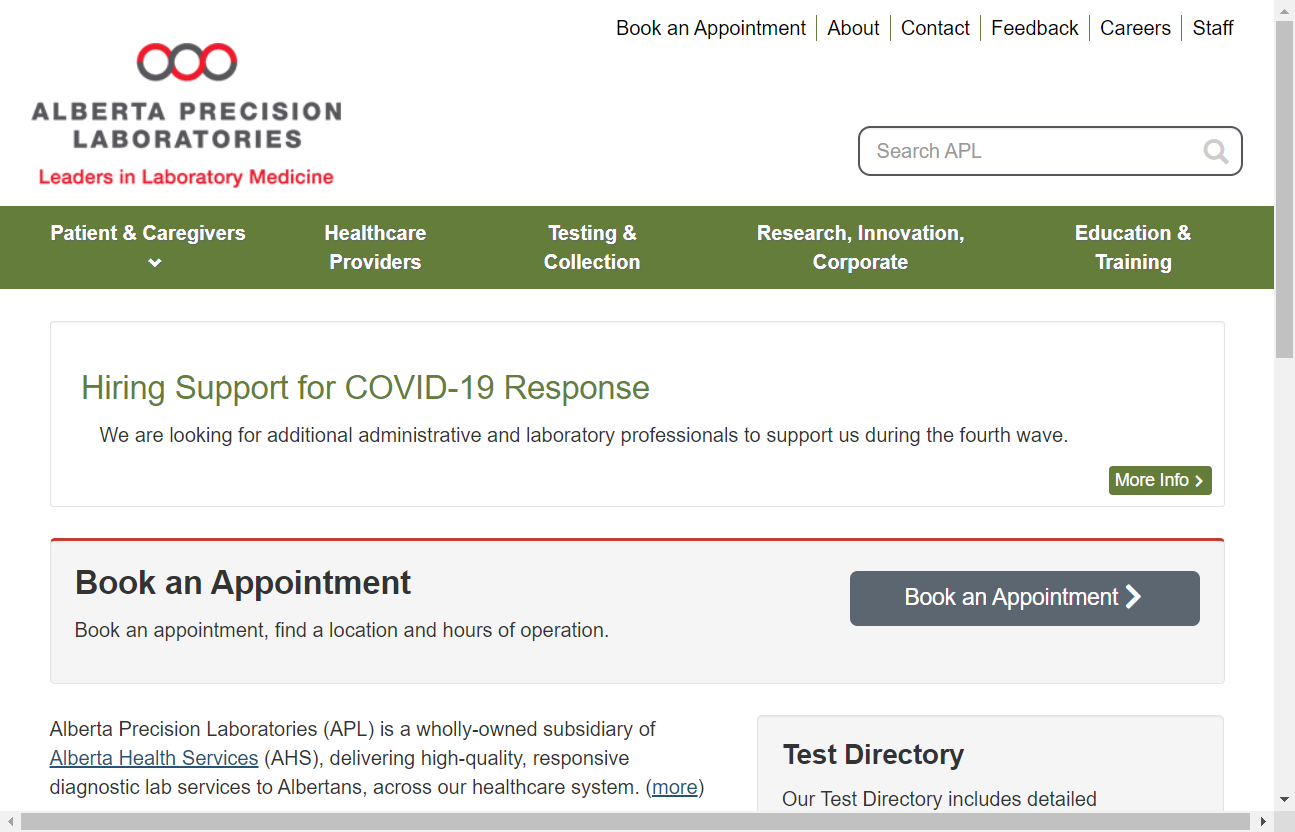 Book an Appointment
About
Contact
Feedback
Careers
Staff
ALBERTA PRECISION
LABORATORIES
Leaders in Laboratory Medicine
Search APL
Patient & Caregivers
Healthcare
Providers
Testing &
Collection
Research, Innovation,
Corporate
Education &
Training
Hiring Support for COVID-19 Response
We are looking for additional administrative and laboratory professionals to support us during the fourth wave.
More Info
Book an Appointment
Book an appointment, find a location and hours of operation.
Book an Appointment
Alberta Precision Laboratories (APL) is a wholly-owned subsidiary of
Alberta Health Services (AHS), delivering high-quality, responsive
diagnostic lab services to Albertans, across our healthcare system. (more)
Test Directory
Our Test Directory includes detailed